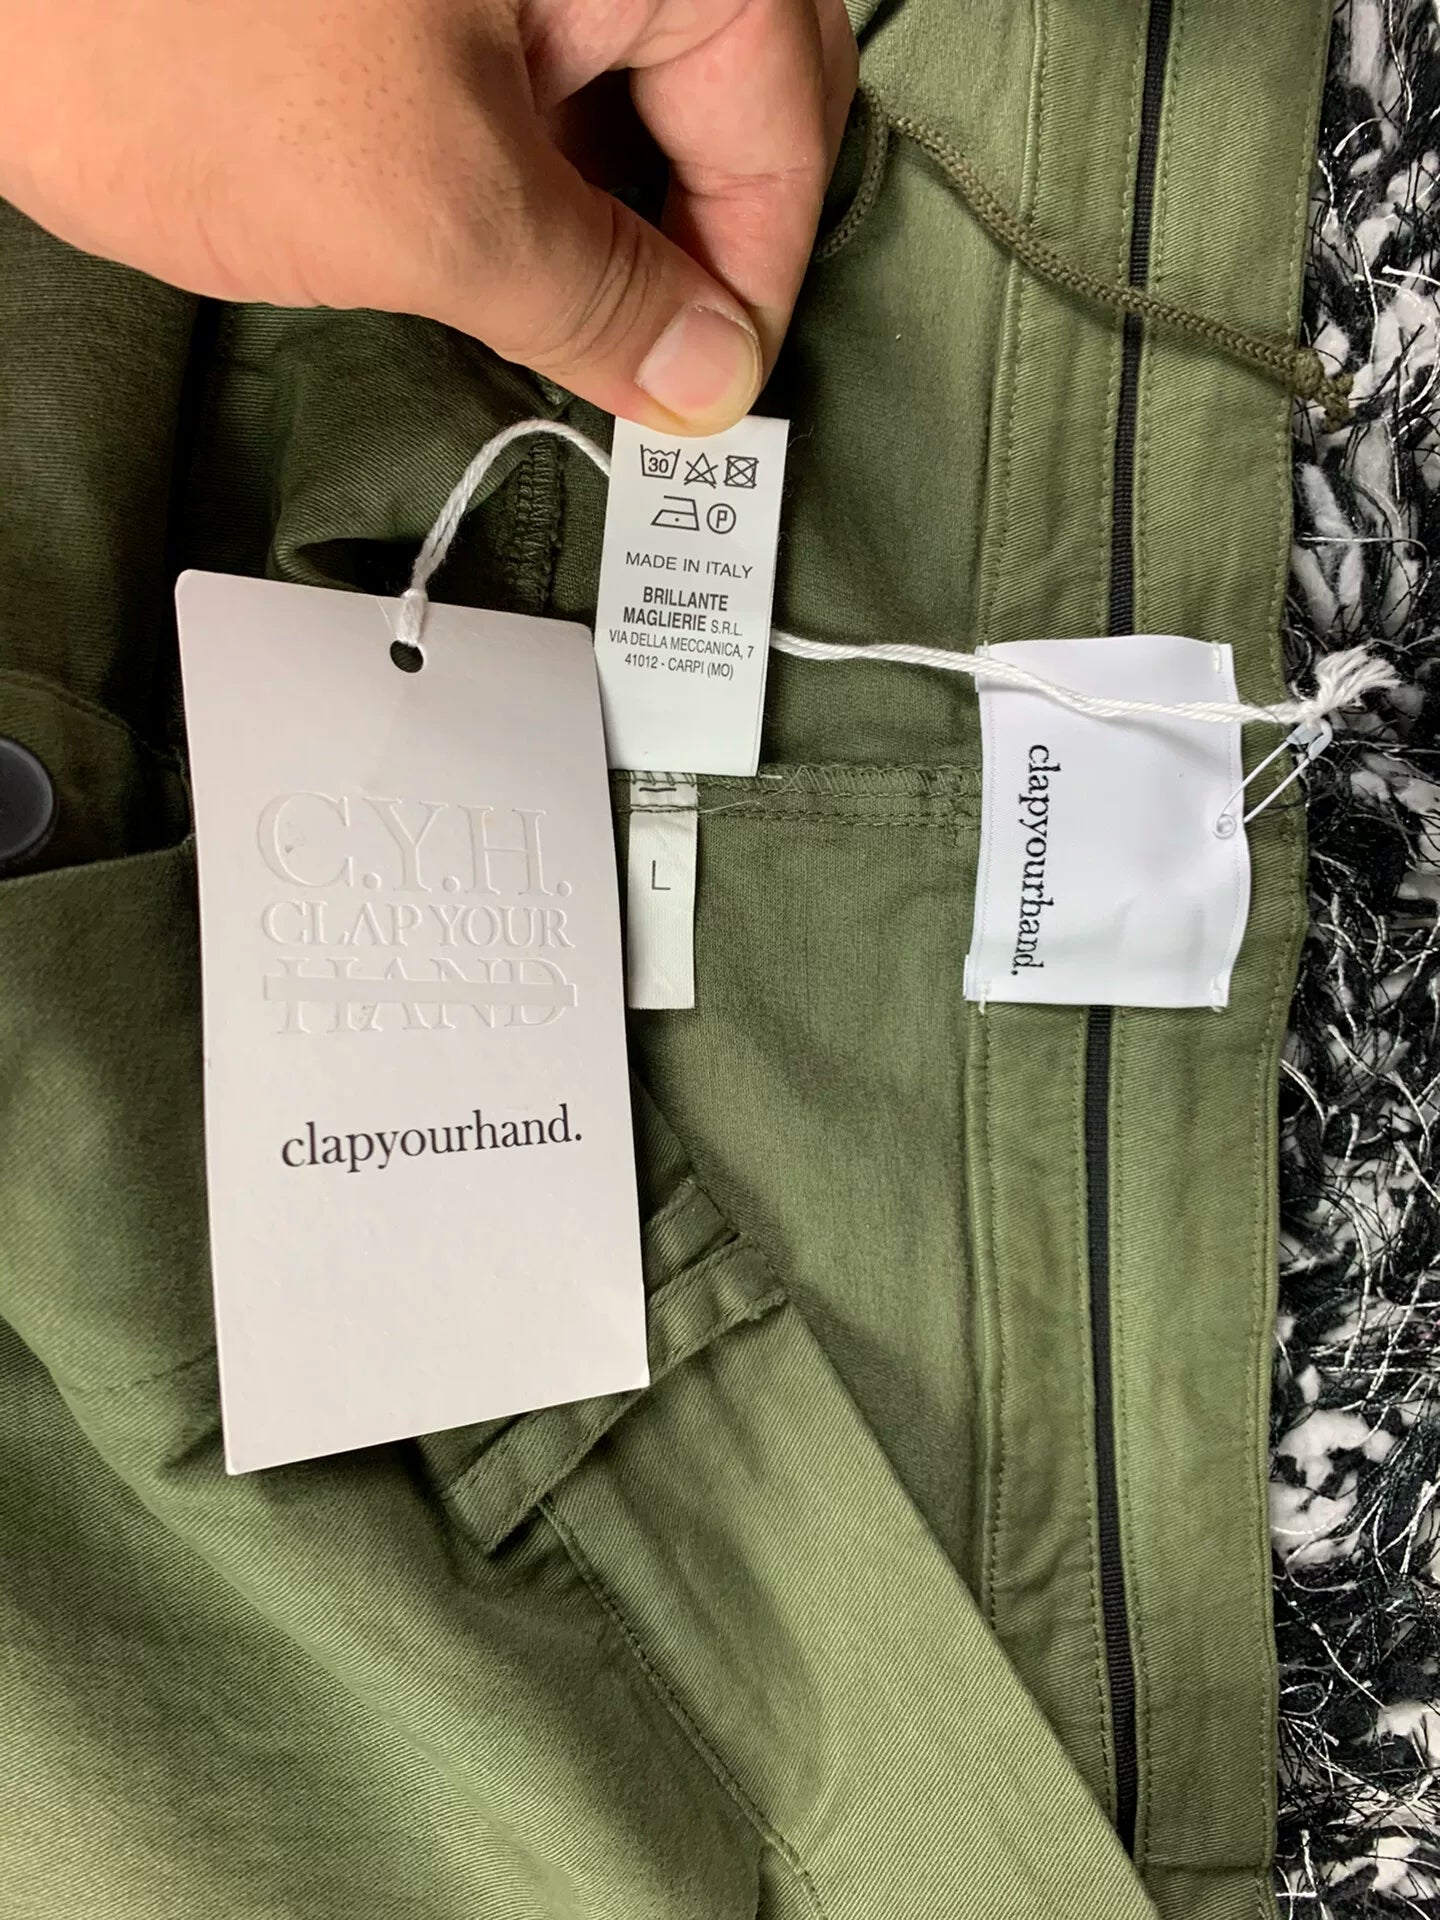 30
P
MADE IN ITALY
BRILLANTE
MAGLIERIE S.R.L.
VIA DELLA MECCANICA, 7
41012 - CARPI (MO)
L
C.Y.H.
CLAP YOUR
HAND
clapyourhand.
clapyourhand.